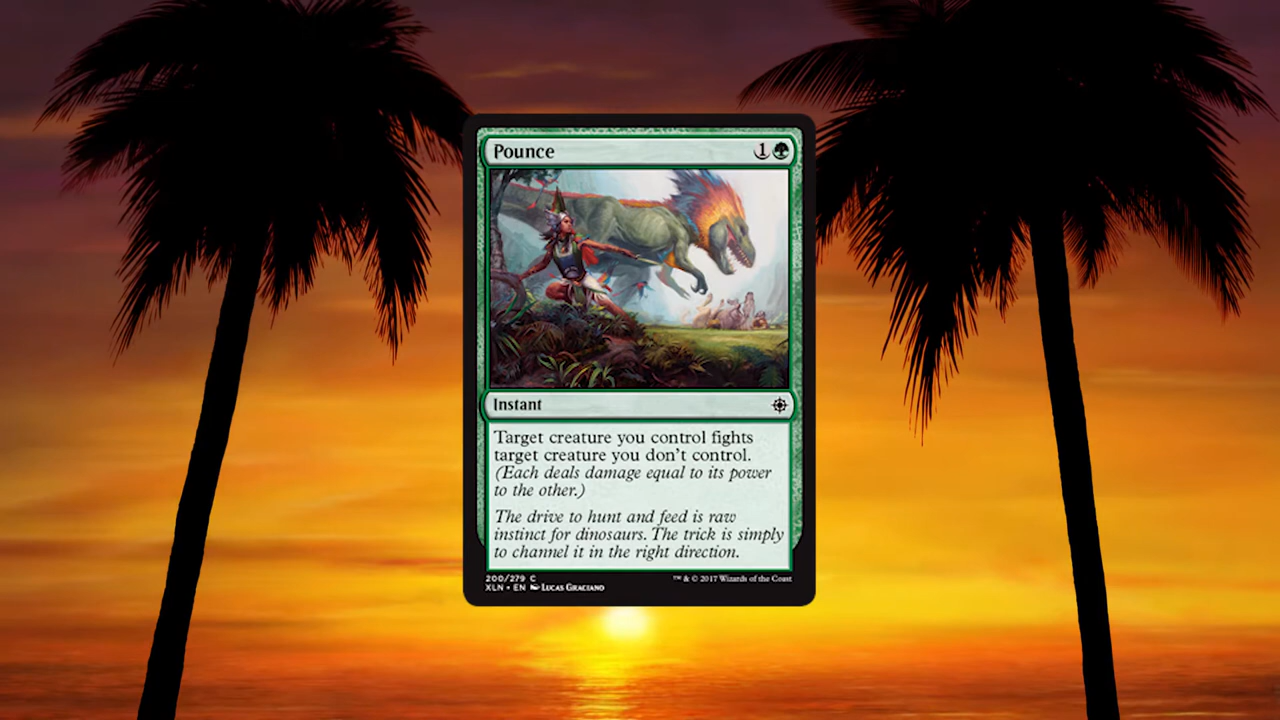 Pounce 1
Instant
Target creature you control fights
target creature you don't control.
(Each deals damage equal to its power
to the other.)
The drive to hunt and feed is raw
instinct for dinosaurs. The trick is simply
to channel it in the right direction.
200/279 C ™ & © 2017 Wizards of the Coast
XLN • EN Lucas Graciano